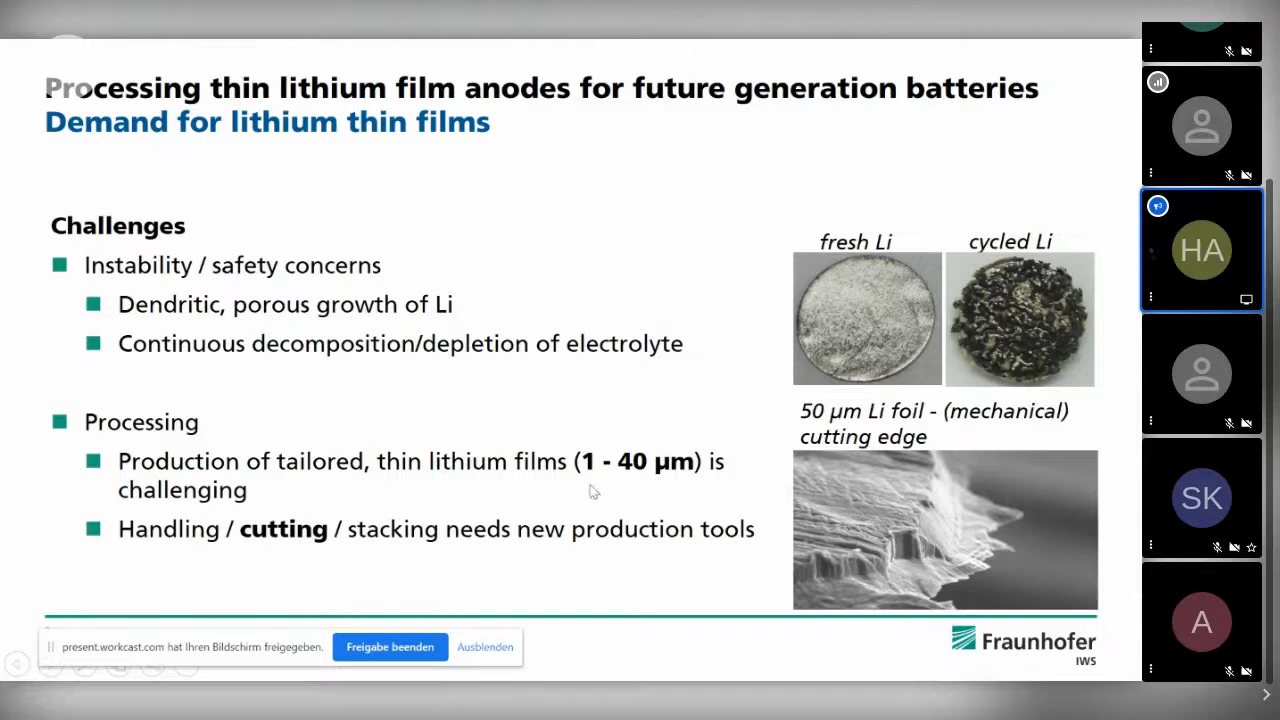 Processing thin lithium film anodes for future generation batteries
Demand for lithium thin films
Challenges
Instability / safety concerns
Dendritic, porous growth of Li
Continuous decomposition/depletion of electrolyte
Processing
Production of tailored, thin lithium films (1 - 40 µm) is
challenging
Handling / cutting / stacking needs new production tools
fresh Li
cycled Li
50 µm Li foil - (mechanical)
cutting edge
present.workcast.com hat Ihren Bildschirm freigegeben.
Freigabe beenden
Ausblenden
Fraunhofer
IWS
HA
SK
A